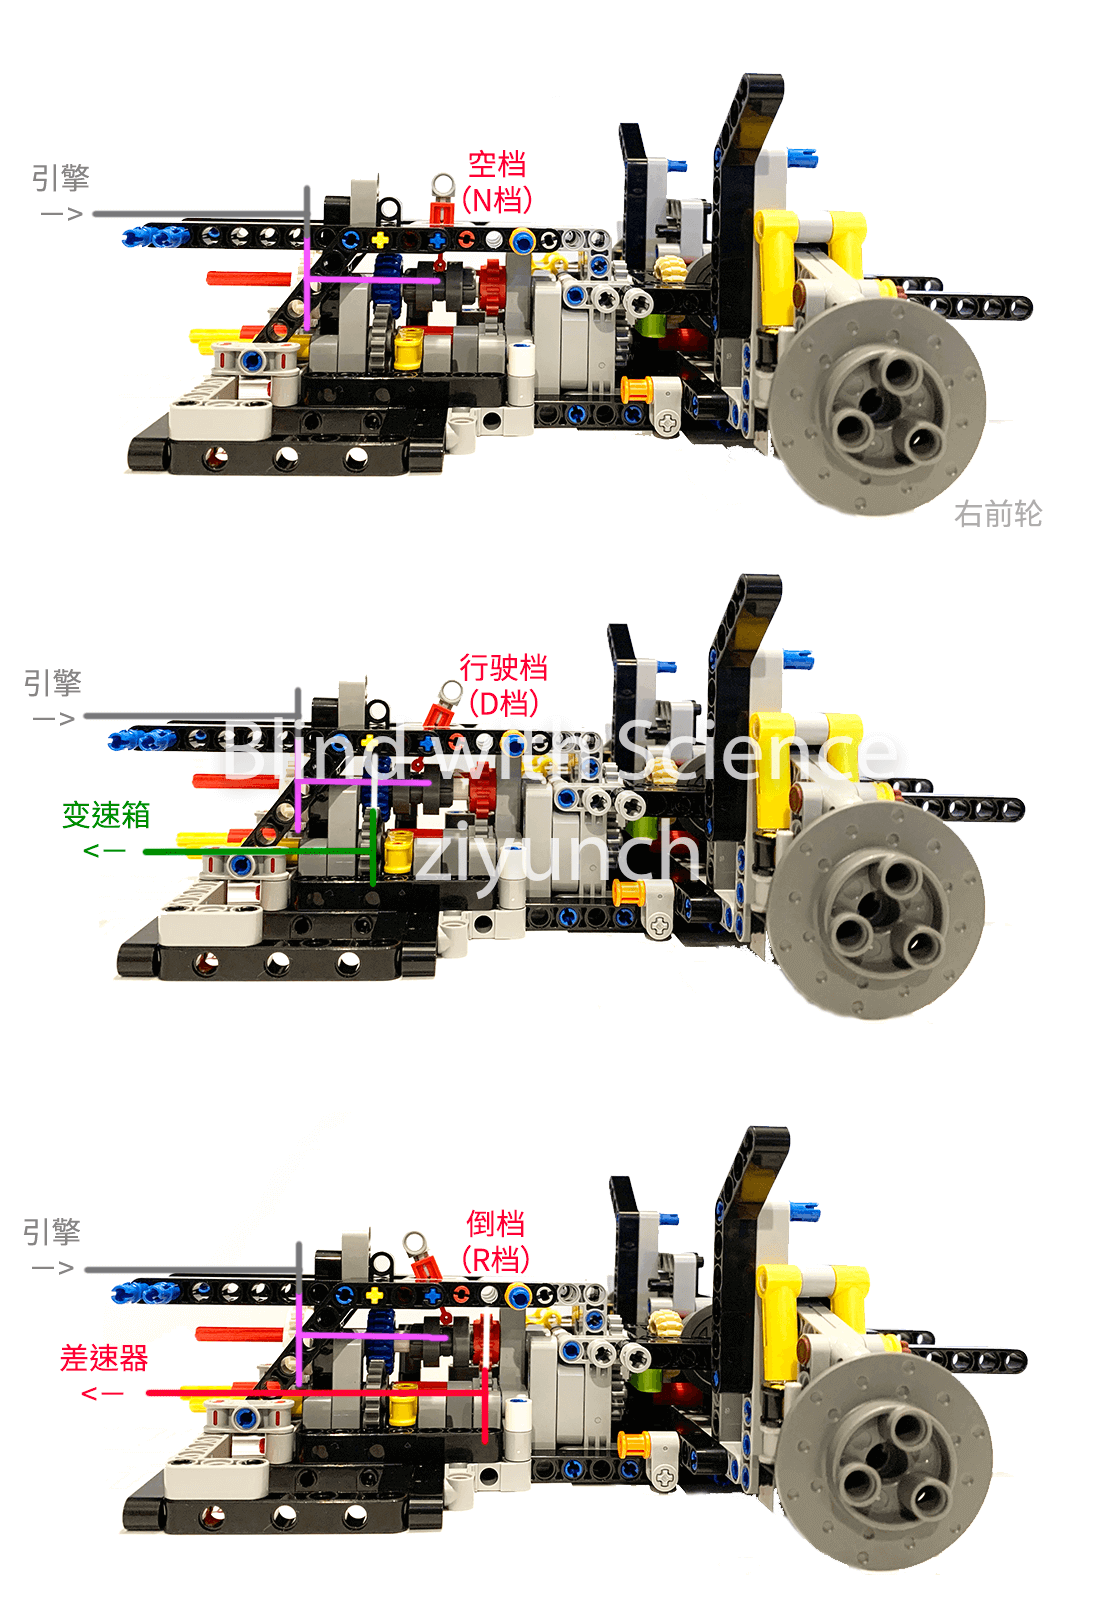 引擎
—>
空档
（N档）
右前轮
引擎
—>
行驶档
（D档）
Blind with Science
变速箱
<—
ziyunch
引擎
—>
倒档
（R档）
差速器
<—